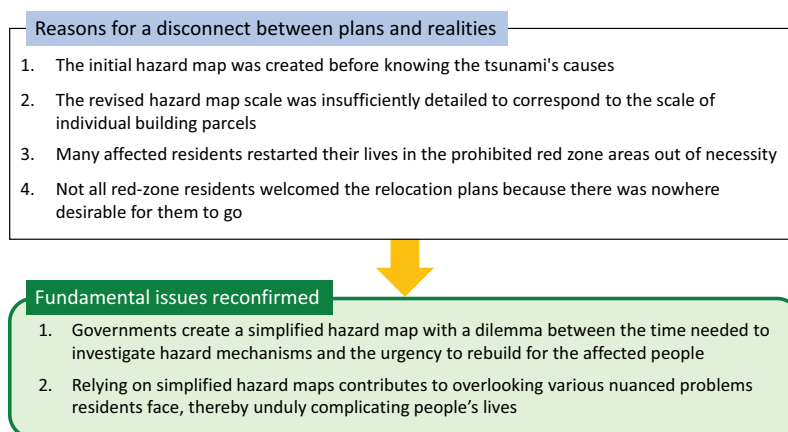 Reasons for a disconnect between plans and realities
1. The initial hazard map was created before knowing the tsunami's causes
2. The revised hazard map scale was insufficiently detailed to correspond to the scale of
individual building parcels
3. Many affected residents restarted their lives in the prohibited red zone areas out of necessity
4. Not all red-zone residents welcomed the relocation plans because there was nowhere
desirable for them to go
Fundamental issues reconfirmed
1. Governments create a simplified hazard map with a dilemma between the time needed to
investigate hazard mechanisms and the urgency to rebuild for the affected people
2. Relying on simplified hazard maps contributes to overlooking various nuanced problems
residents face, thereby unduly complicating people’s lives